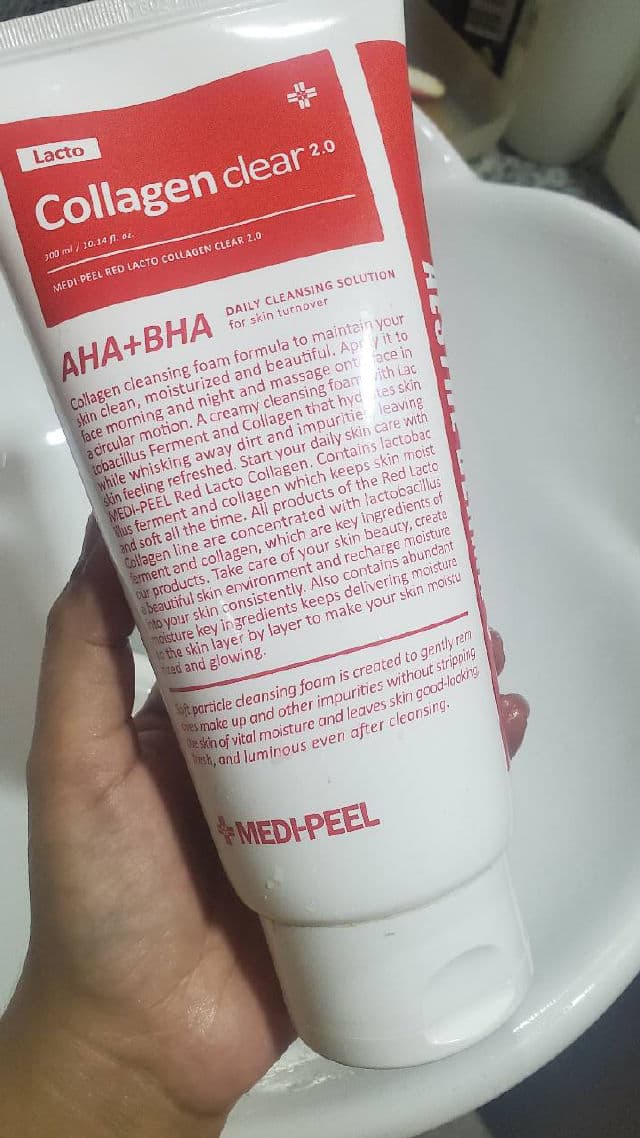 Lacto
Collagen clear 2.0
300 ml / 10.14 fl. oz.
MEDI-PEEL RED LACTO COLLAGEN CLEAR 2.0
AHA+BHA
DAILY CLEANSING SOLUTION
for skin turnover
Collagen cleansing foam formula to maintain your
skin clean, moisturized and beautiful. Apply it to
face morning and night and massage onto face in
a circular motion. A creamy cleansing foam with Lac
tobacillus Ferment and Collagen that hydrates skin
while whisking away dirt and impurities, leaving
skin feeling refreshed. Start your daily skin care with
MEDI-PEEL Red Lacto Collagen. Contains lactobac
illus ferment and collagen which keeps skin moist
and soft all the time. All products of the Red Lacto
Collagen line are concentrated with lactobacillus
ferment and collagen, which are key ingredients of
our products. Take care of your skin beauty, create
a beautiful skin environment and recharge moisture
into your skin consistently. Also contains abundant
moisture key ingredients keeps delivering moisture
to the skin layer by layer to make your skin moistu
rized and glowing.
Soft particle cleansing foam is created to gently rem
oves make up and other impurities without stripping
the skin of vital moisture and leaves skin good-looking,
fresh, and luminous even after cleansing.
MEDI-PEEL